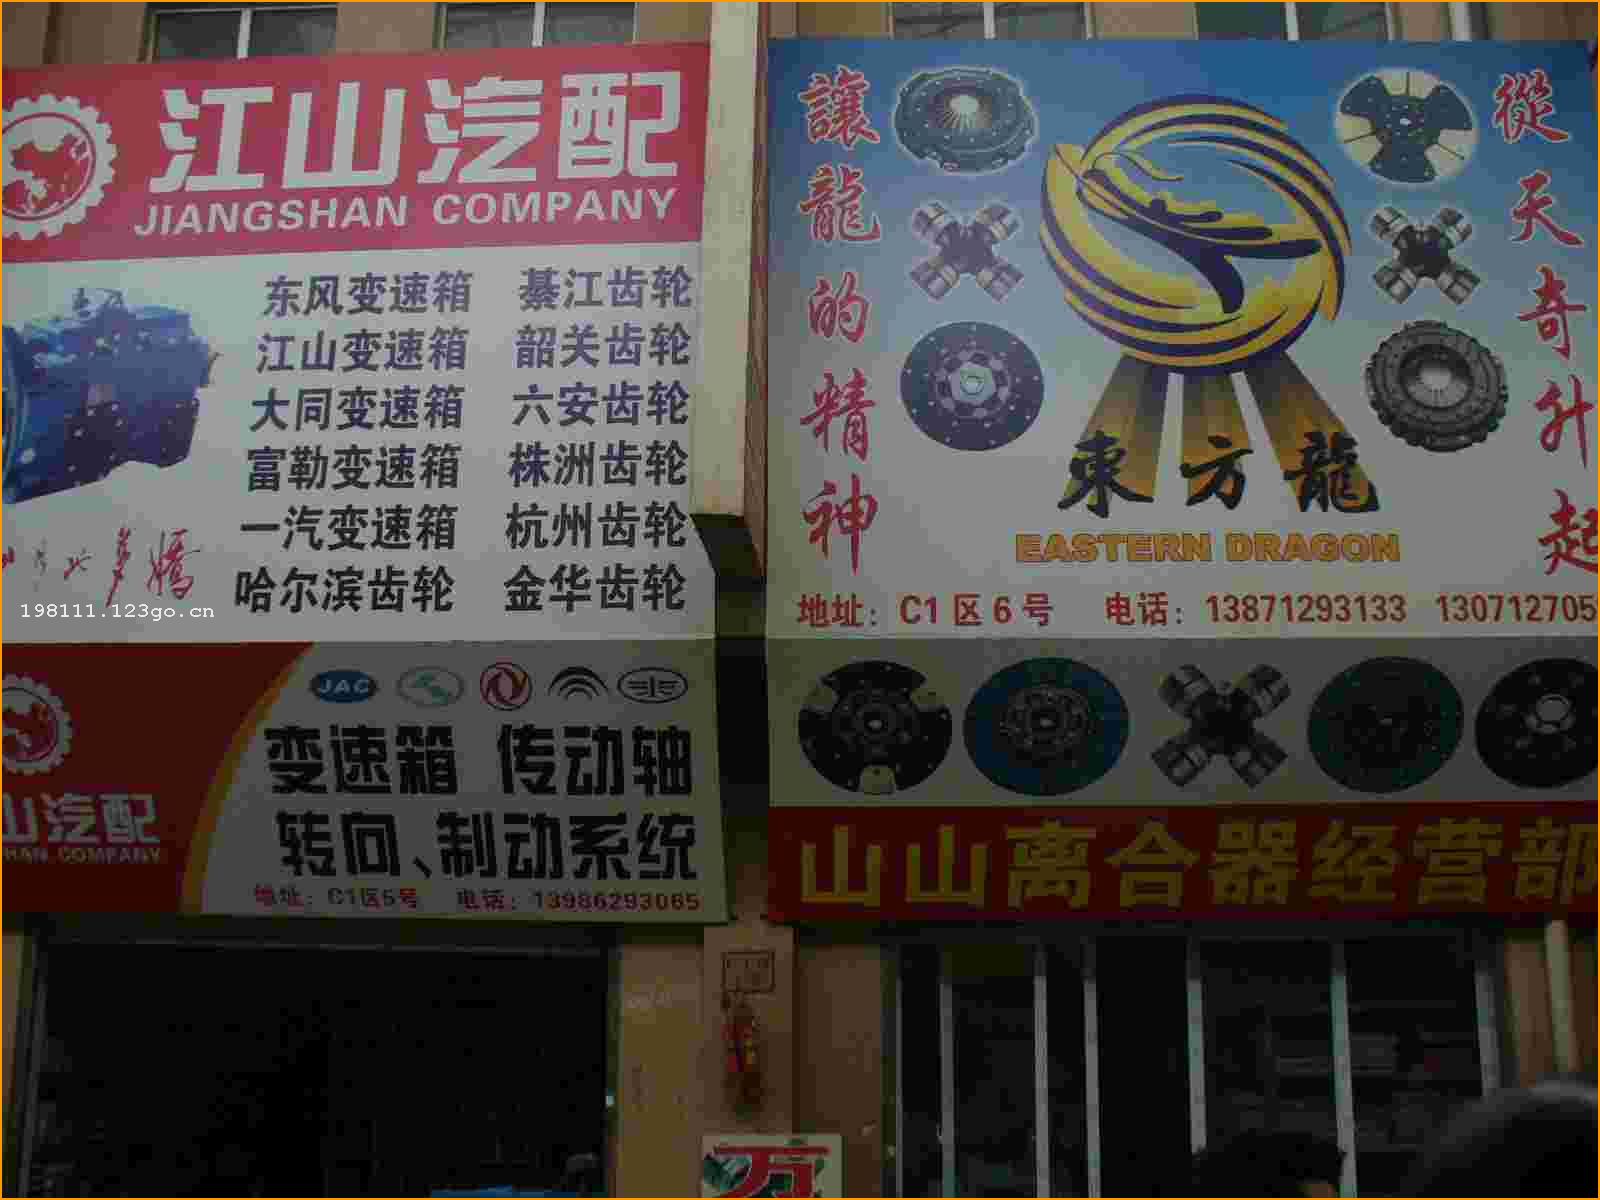 江山汽配
JIANGSHAN COMPANY
东风变速箱 綦江齿轮
江山变速箱 韶关齿轮
大同变速箱 六安齿轮
富勒变速箱 株洲齿轮
一汽变速箱 杭州齿轮
哈尔滨齿轮 金华齿轮
198111.123go.cn
JAC
变速箱 传动轴
转向、制动系统
地址：C1区5号 电话：13986293065
山汽配
HAN COMPANY
讓龍的精神
從天奇升起
東方龍
EASTERN DRAGON
地址：C1区6号 电话：13871293133 130712705
山山离合器经营部
万